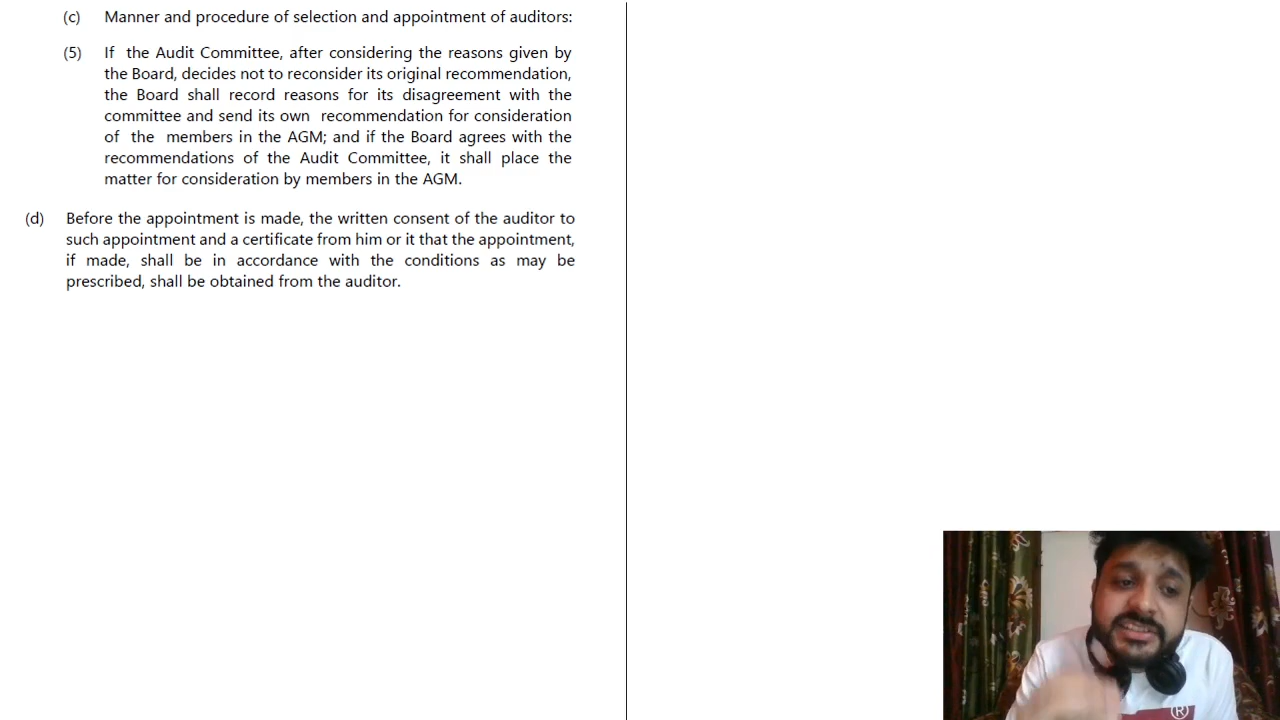 (c) Manner and procedure of selection and appointment of auditors:
(5) If the Audit Committee, after considering the reasons given by
the Board, decides not to reconsider its original recommendation,
the Board shall record reasons for its disagreement with the
committee and send its own recommendation for consideration
of the members in the AGM; and if the Board agrees with the
recommendations of the Audit Committee, it shall place the
matter for consideration by members in the AGM.
(d) Before the appointment is made, the written consent of the auditor to
such appointment and a certificate from him or it that the appointment,
if made, shall be in accordance with the conditions as may be
prescribed, shall be obtained from the auditor.
®